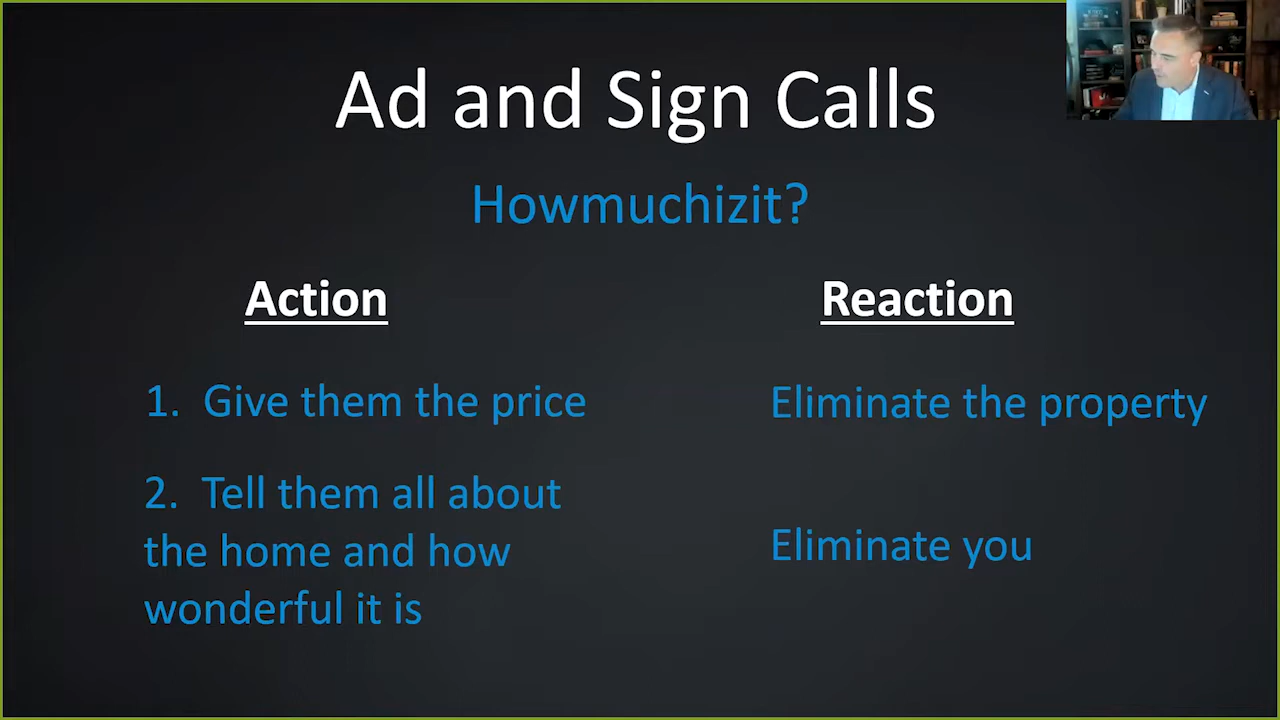 Ad and Sign Calls
Howmuchizit?
Action
Reaction
1. Give them the price
Eliminate the property
2. Tell them all about
the home and how
wonderful it is
Eliminate you